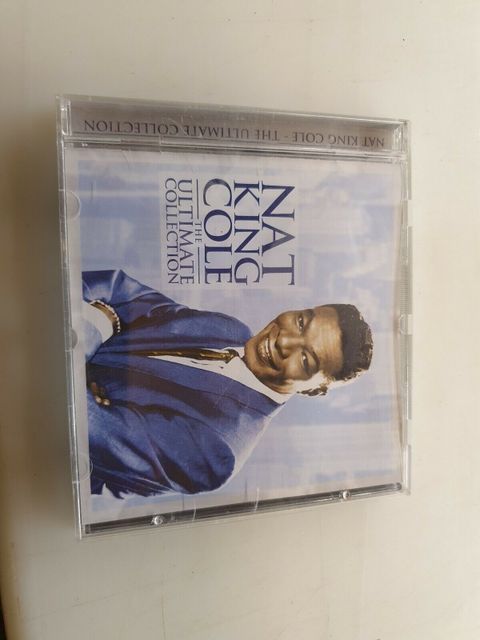 NAT KING COLE - THE ULTIMATE COLLECTION
NAT
KING
COLE
THE
ULTIMATE
COLLECTION